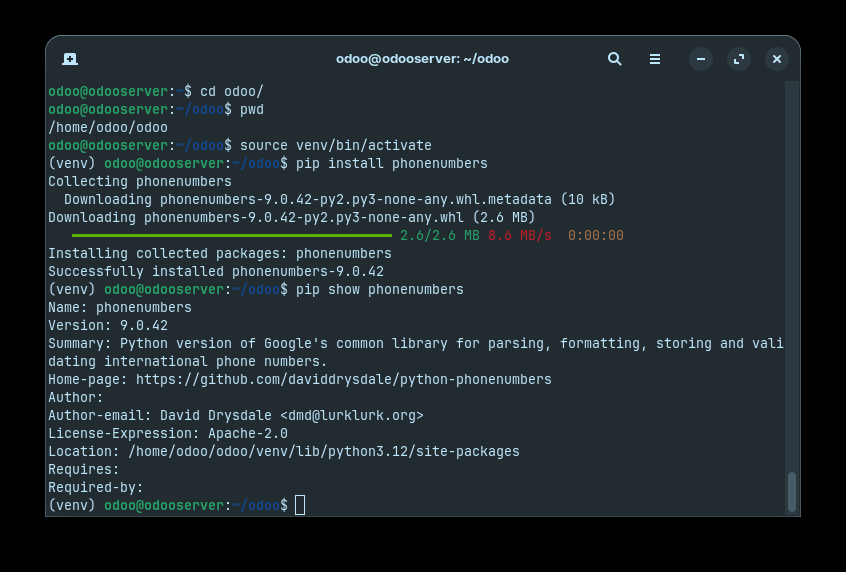 odoo@odooserver: ~/odoo
odoo@odooserver:~$ cd odoo/
odoo@odooserver:~/odoo$ pwd
/home/odoo/odoo
odoo@odooserver:~/odoo$ source venv/bin/activate
(venv) odoo@odooserver:~/odoo$ pip install phonenumbers
Collecting phonenumbers
  Downloading phonenumbers-9.0.42-py2.py3-none-any.whl.metadata (10 kB)
Downloading phonenumbers-9.0.42-py2.py3-none-any.whl (2.6 MB)
2.6/2.6 MB 8.6 MB/s  0:00:00
Installing collected packages: phonenumbers
Successfully installed phonenumbers-9.0.42
(venv) odoo@odooserver:~/odoo$ pip show phonenumbers
Name: phonenumbers
Version: 9.0.42
Summary: Python version of Google's common library for parsing, formatting, storing and vali
dating international phone numbers.
Home-page: https://github.com/daviddrysdale/python-phonenumbers
Author:
Author-email: David Drysdale <dmd@lurklurk.org>
License-Expression: Apache-2.0
Location: /home/odoo/odoo/venv/lib/python3.12/site-packages
Requires:
Required-by:
(venv) odoo@odooserver:~/odoo$